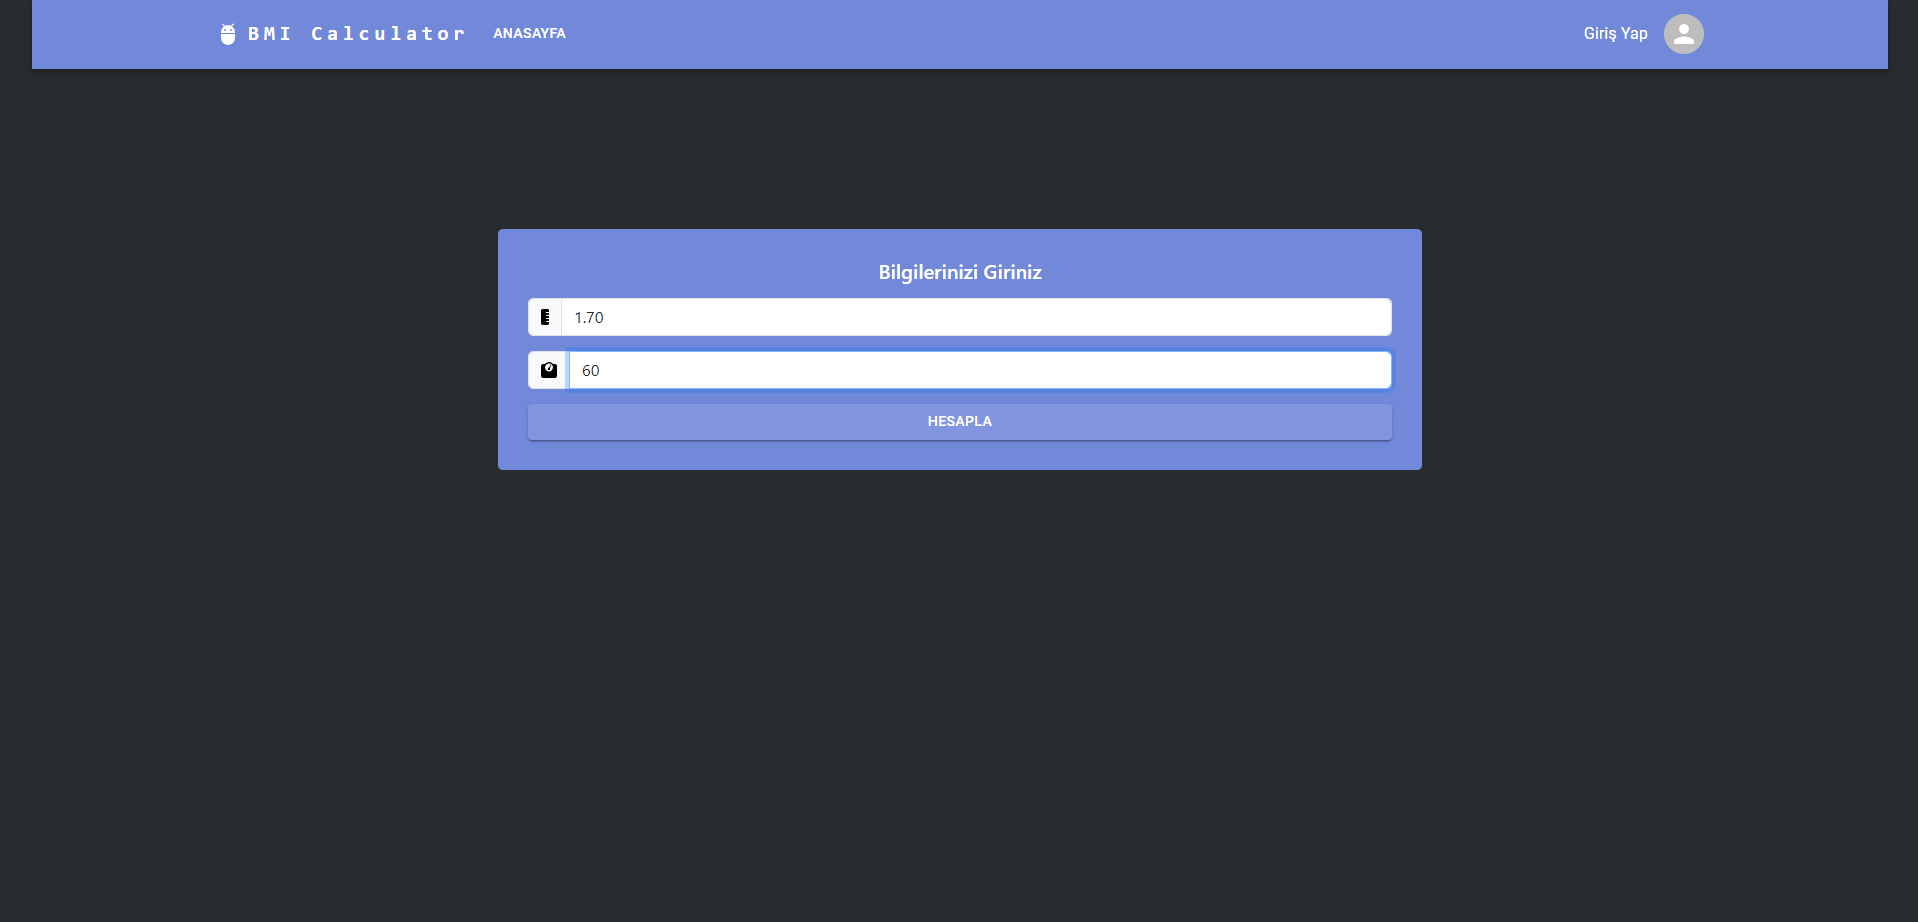 BMI Calculator ANASAYFA Giriş Yap
Bilgilerinizi Giriniz
1.70
60
HESAPLA